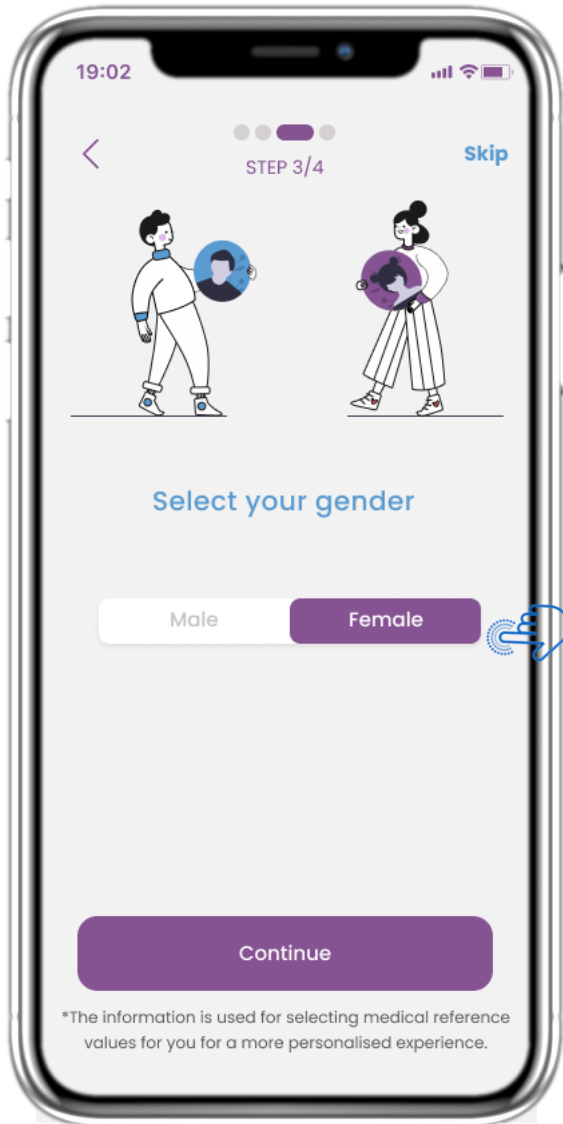 19:02
STEP 3/4
Skip
Select your gender
Male
Female
Continue
*The information is used for selecting medical reference
values for you for a more personalised experience.